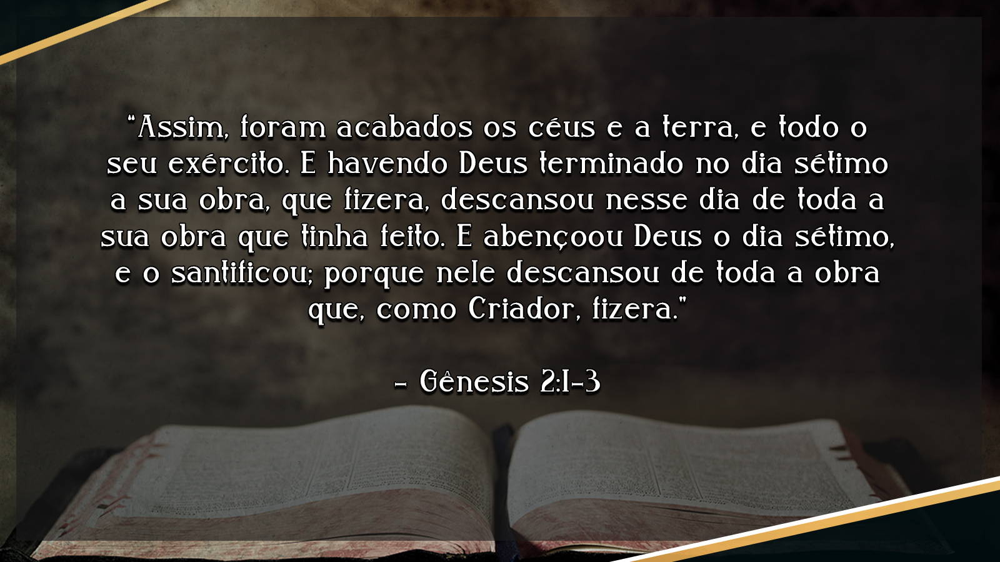 “Assim, foram acabados os céus e a terra, e todo o
seu exército. E havendo Deus terminado no dia sétimo
a sua obra, que fizera, descansou nesse dia de toda a
sua obra que tinha feito. E abençoou Deus o dia sétimo,
e o santificou; porque nele descansou de toda a obra
que, como Criador, fizera."
- Gênesis 2:1-3